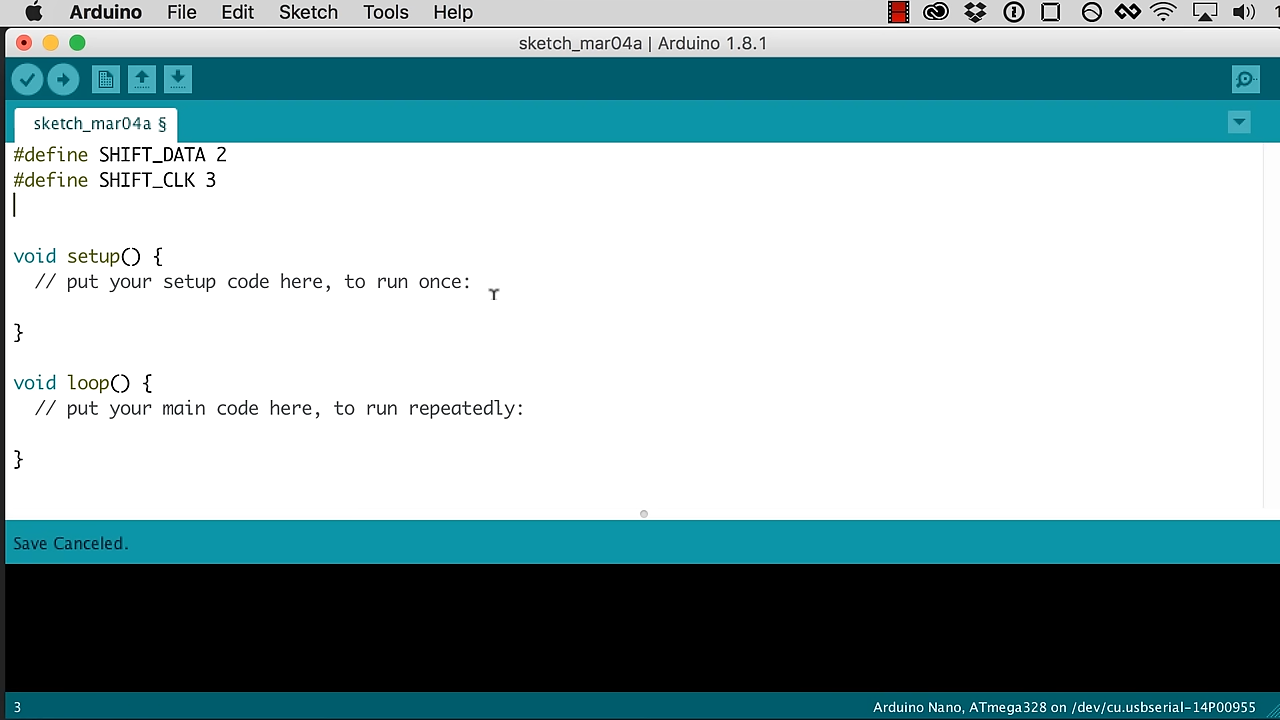 Arduino File Edit Sketch Tools Help
sketch_mar04a | Arduino 1.8.1
sketch_mar04a §
#define SHIFT_DATA 2
#define SHIFT_CLK 3
void setup() {
// put your setup code here, to run once:
}
void loop() {
// put your main code here, to run repeatedly:
}
Save Canceled.
3
Arduino Nano, ATmega328 on /dev/cu.usbserial-14P00955